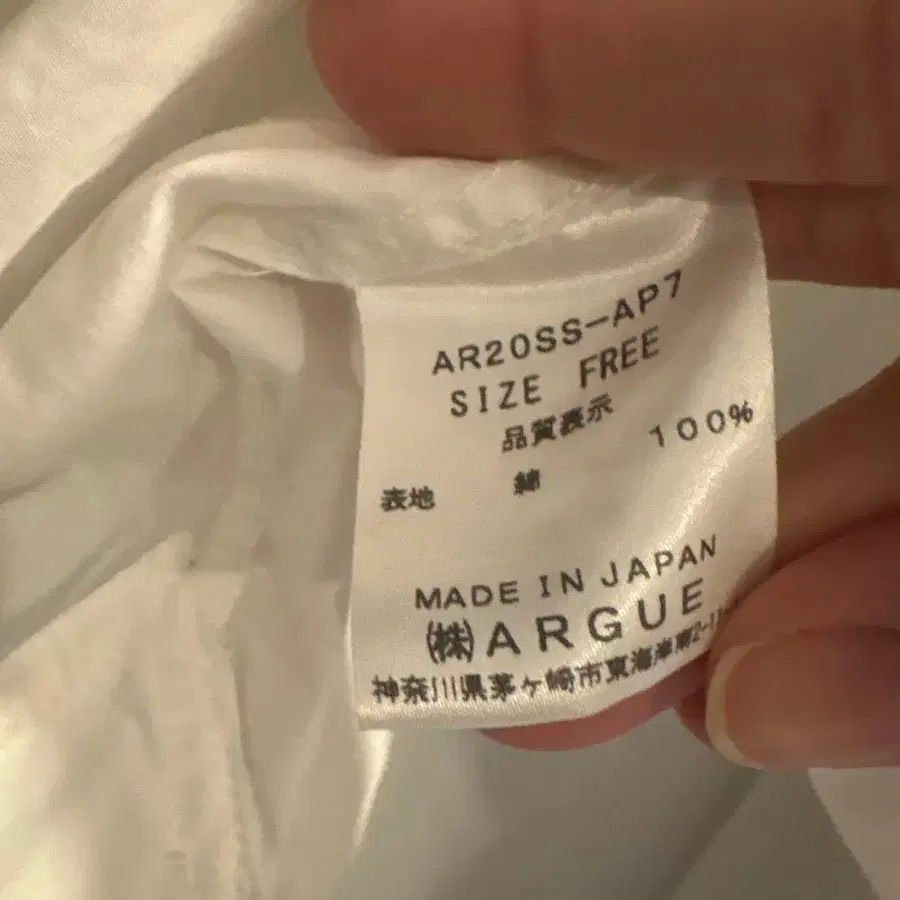 AR20SS-AP7
SIZE FREE
品質表示
表地 綿 100%
MADE IN JAPAN
㈱ARGUE
神奈川県茅ヶ崎市東海岸南2-1